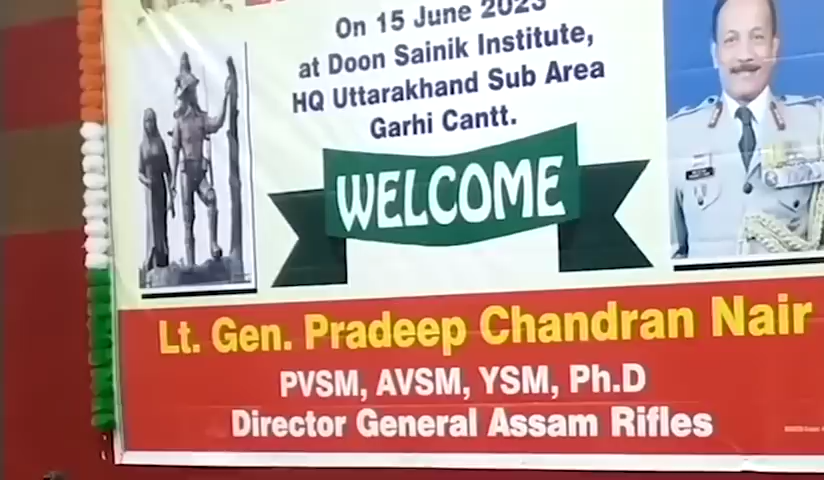 On 15 June 2023
at Doon Sainik Institute,
HQ Uttarakhand Sub Area
Garhi Cantt.
WELCOME
Lt. Gen. Pradeep Chandran Nair
PVSM, AVSM, YSM, Ph.D
Director General Assam Rifles